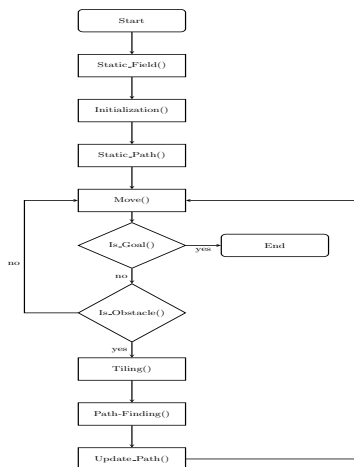 Start
Static_Field()
Initialization()
Static_Path()
Move()
Is_Goal()
yes
End
no
no
Is_Obstacle()
yes
Tiling()
Path-Finding()
Update_Path()